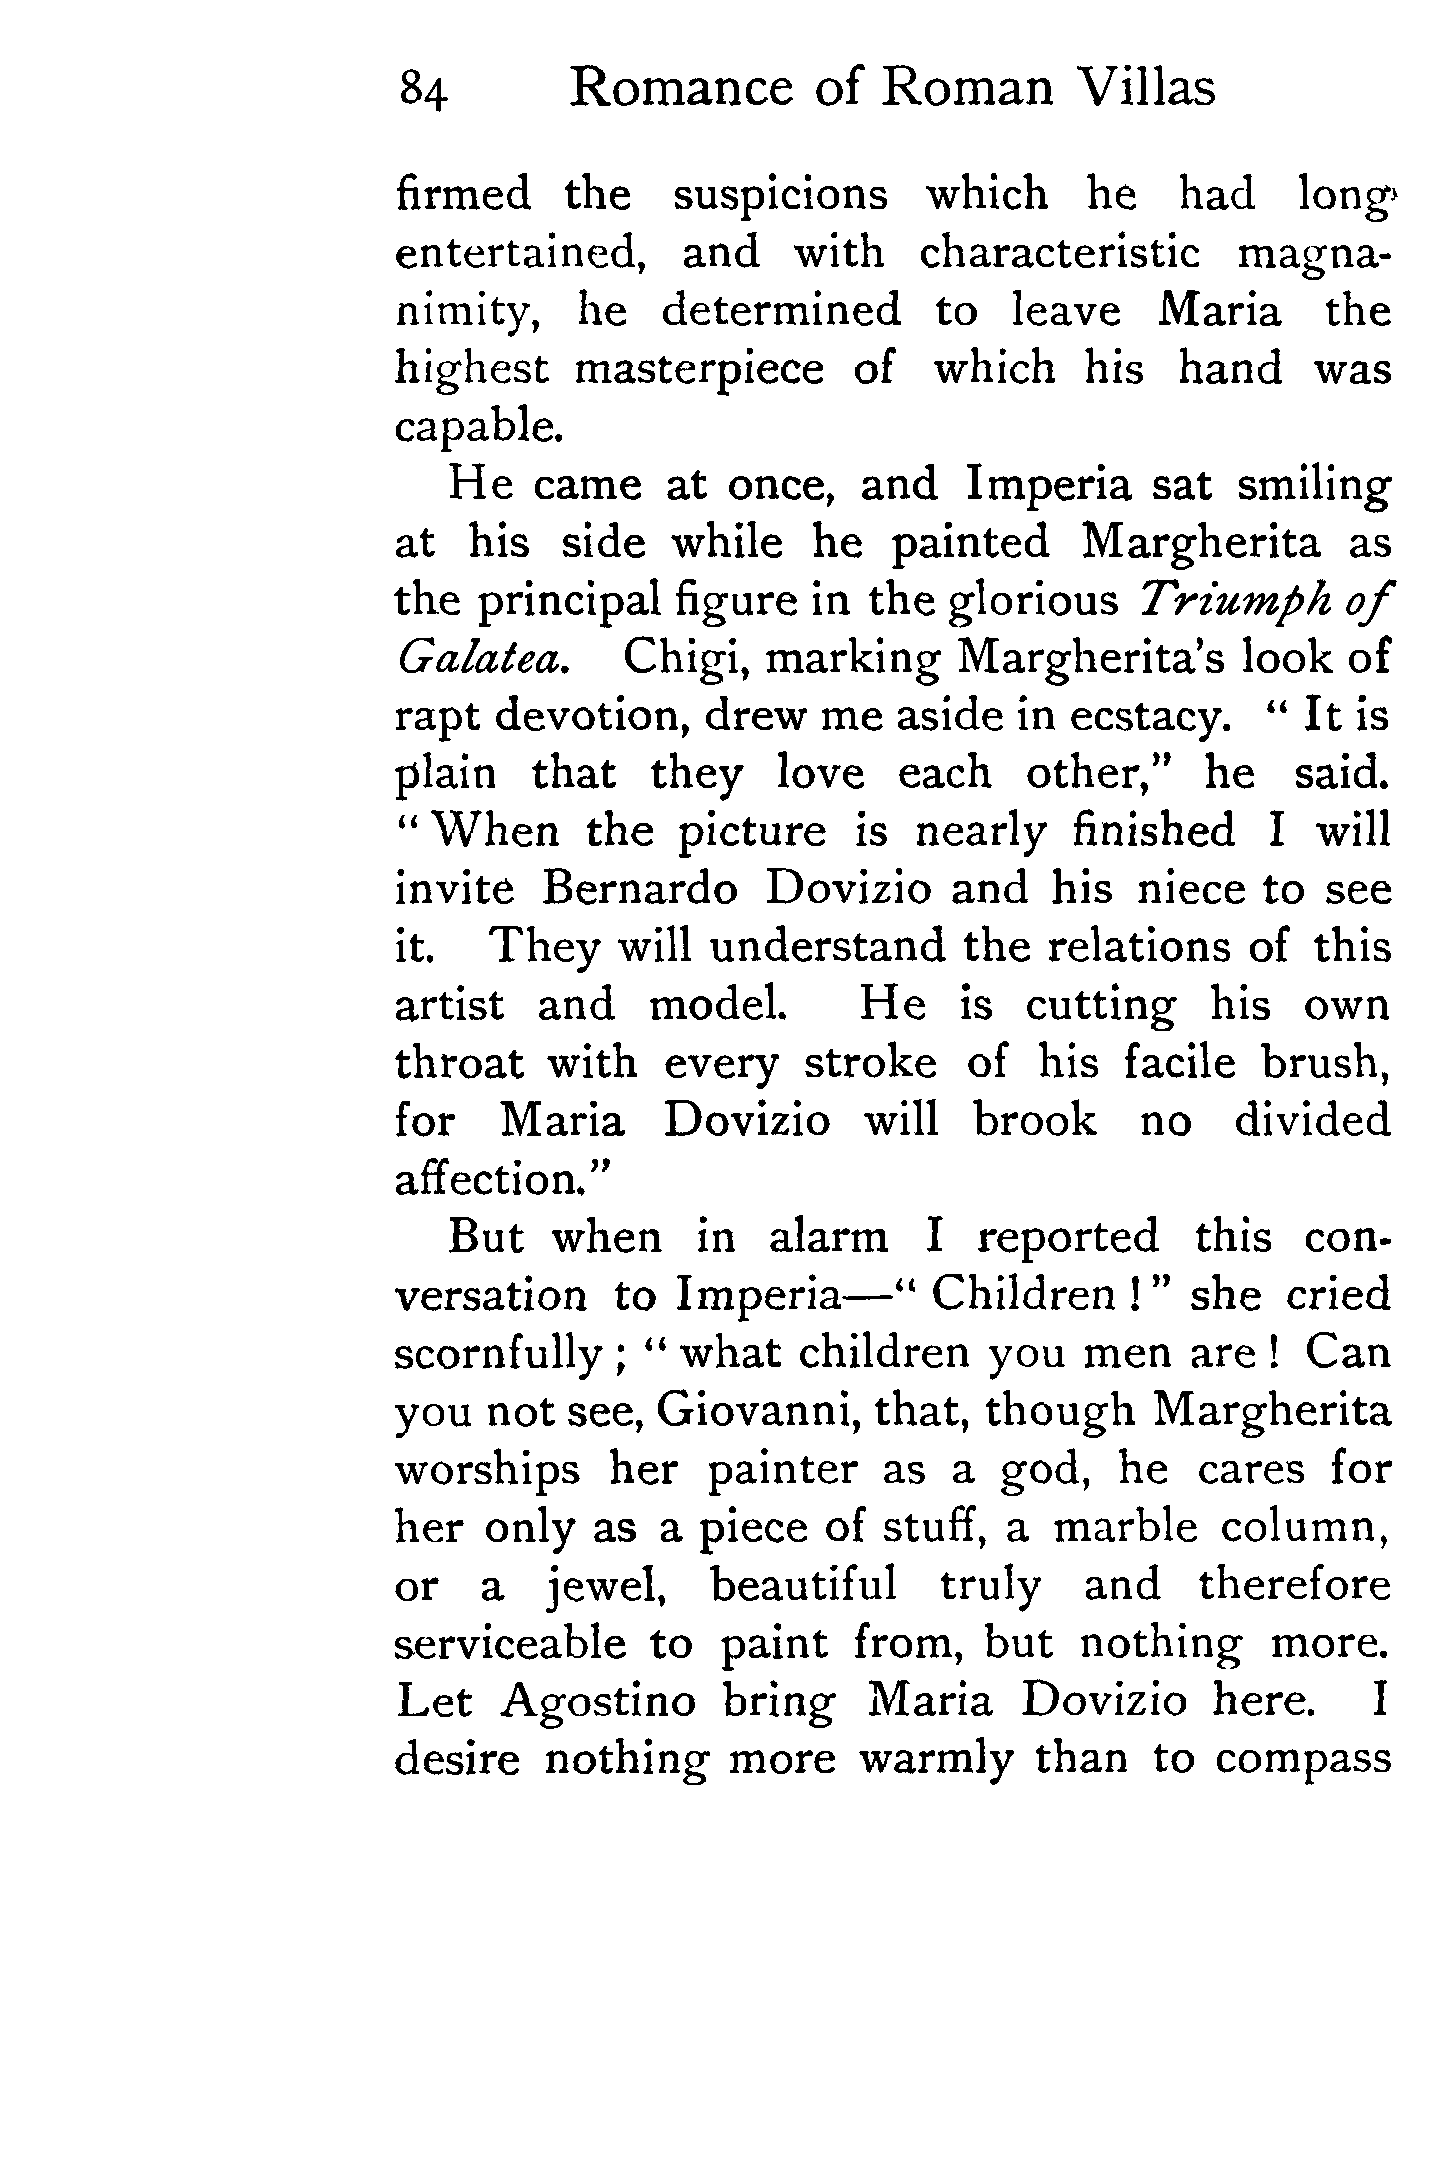 84 Romance of Roman Villas
firmed the suspicions which he had long
entertained, and with characteristic magna-
nimity, he determined to leave Maria the
highest masterpiece of which his hand was
capable.
He came at once, and Imperia sat smiling
at his side while he painted Margherita as
the principal figure in the glorious Triumph of
Galatea. Chigi, marking Margherita's look of
rapt devotion, drew me aside in ecstacy. “ It is
plain that they love each other,” he said.
“ When the picture is nearly finished I will
invite Bernardo Dovizio and his niece to see
it. They will understand the relations of this
artist and model. He is cutting his own
throat with every stroke of his facile brush,
for Maria Dovizio will brook no divided
affection.”
But when in alarm I reported this con-
versation to Imperia—“ Children ! ” she cried
scornfully ; “ what children you men are ! Can
you not see, Giovanni, that, though Margherita
worships her painter as a god, he cares for
her only as a piece of stuff, a marble column,
or a jewel, beautiful truly and therefore
serviceable to paint from, but nothing more.
Let Agostino bring Maria Dovizio here. I
desire nothing more warmly than to compass